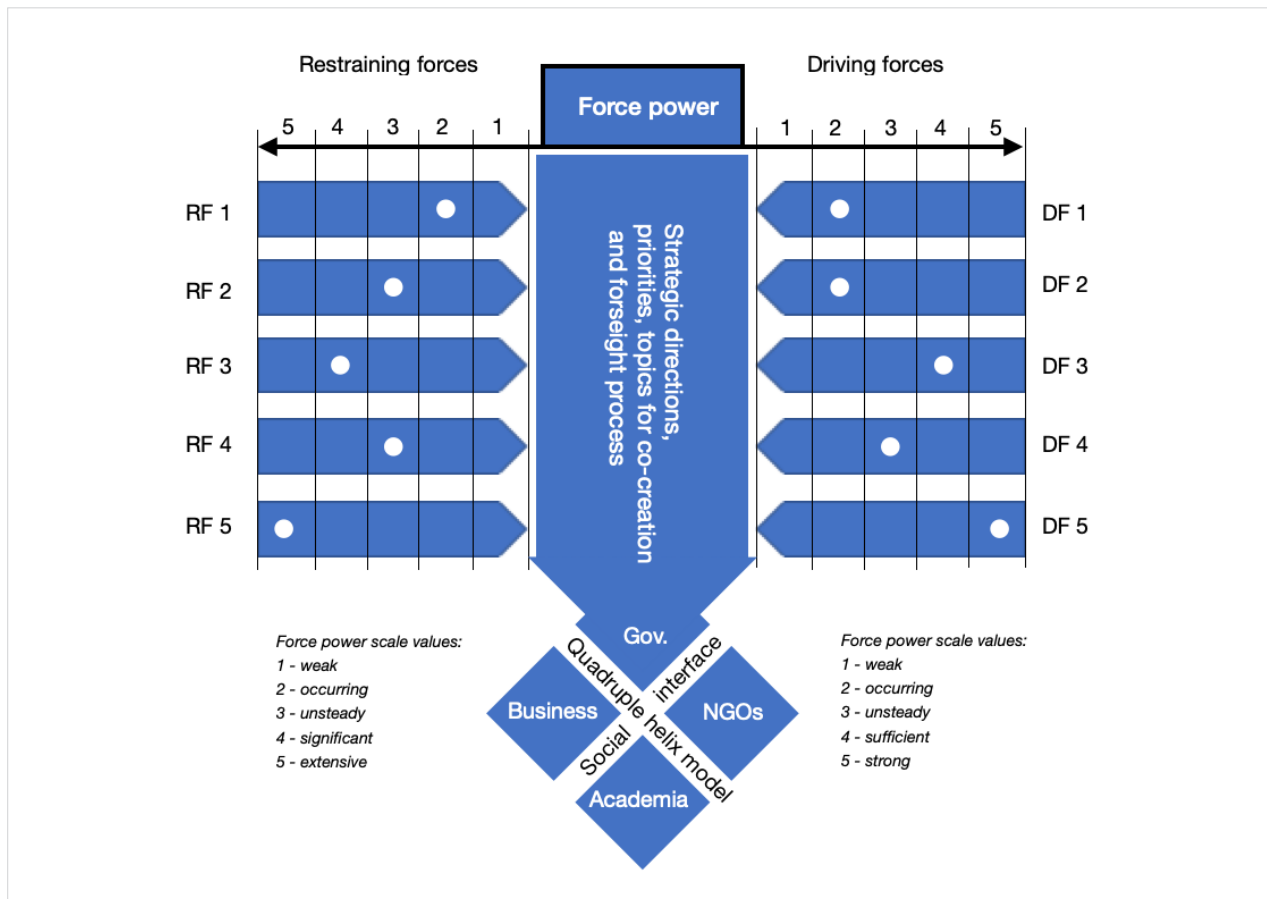 Restraining forces
Driving forces
Force power
5 4 3 2 1
1 2 3 4 5
RF 1
DF 1
RF 2
DF 2
RF 3
DF 3
RF 4
DF 4
RF 5
DF 5
Strategic directions,
priorities, topics for co-creation
and forseight process
Force power scale values:
1 - weak
2 - occurring
3 - unsteady
4 - significant
5 - extensive
Gov.
Business
NGOs
Academia
Quadruple helix model
Social interface
Force power scale values:
1 - weak
2 - occurring
3 - unsteady
4 - sufficient
5 - strong